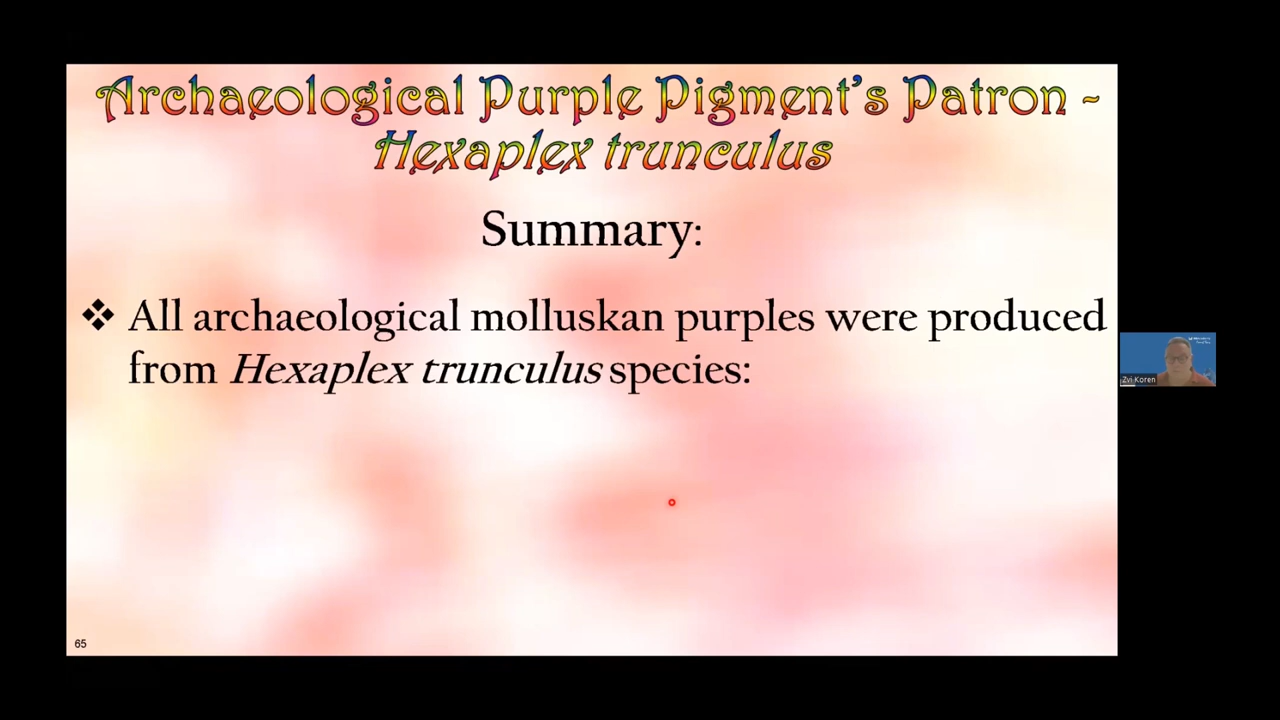 Archaeological Purple Pigment's Patron -
Hexaplex trunculus
Summary:
❖ All archaeological molluskan purples were produced
from Hexaplex trunculus species:
Zvi Koren
65